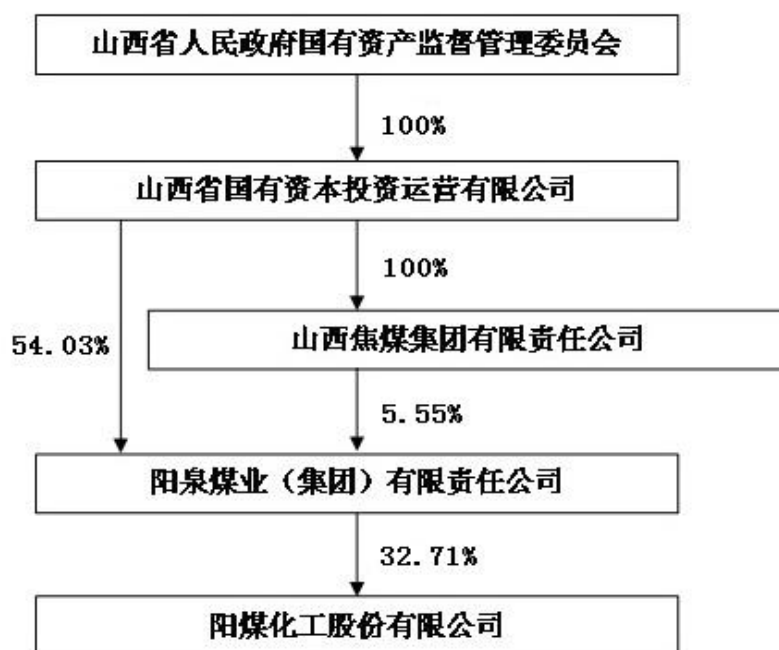 山西省人民政府国有资产监督管理委员会
100%
山西省国有资本投资运营有限公司
100%
54.03%
山西焦煤集团有限责任公司
5.55%
阳泉煤业（集团）有限责任公司
32.71%
阳煤化工股份有限公司